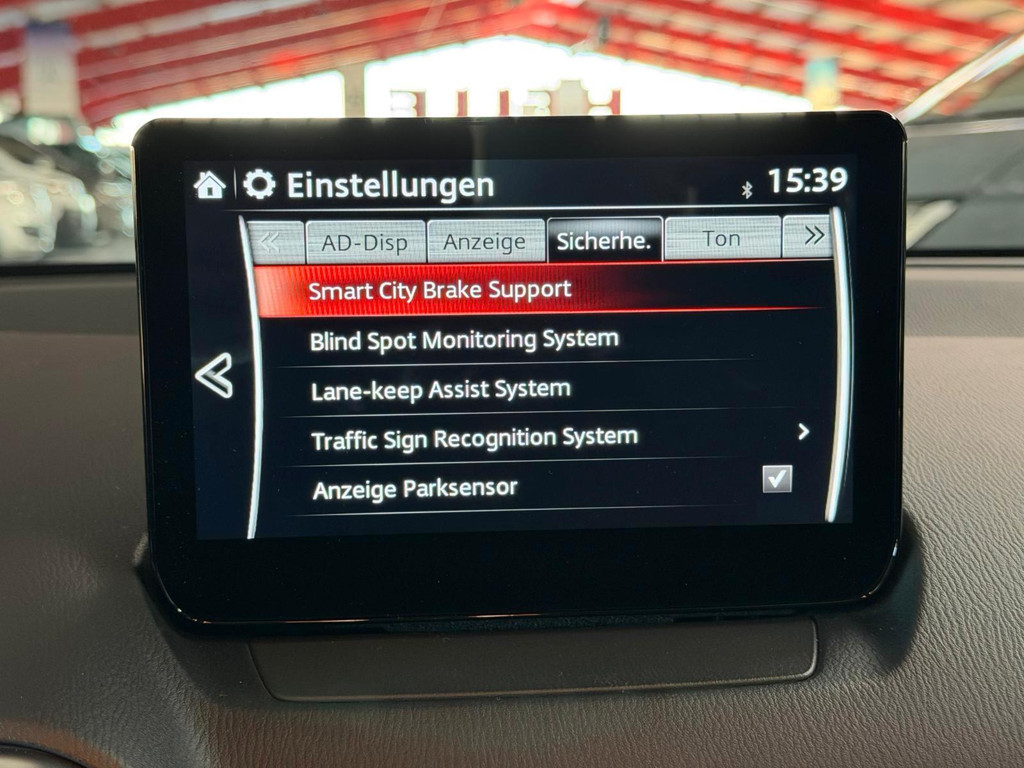 Einstellungen 15:39
<< AD-Disp Anzeige Sicherhe. Ton >>
Smart City Brake Support
Blind Spot Monitoring System
Lane-keep Assist System
Traffic Sign Recognition System >
Anzeige Parksensor